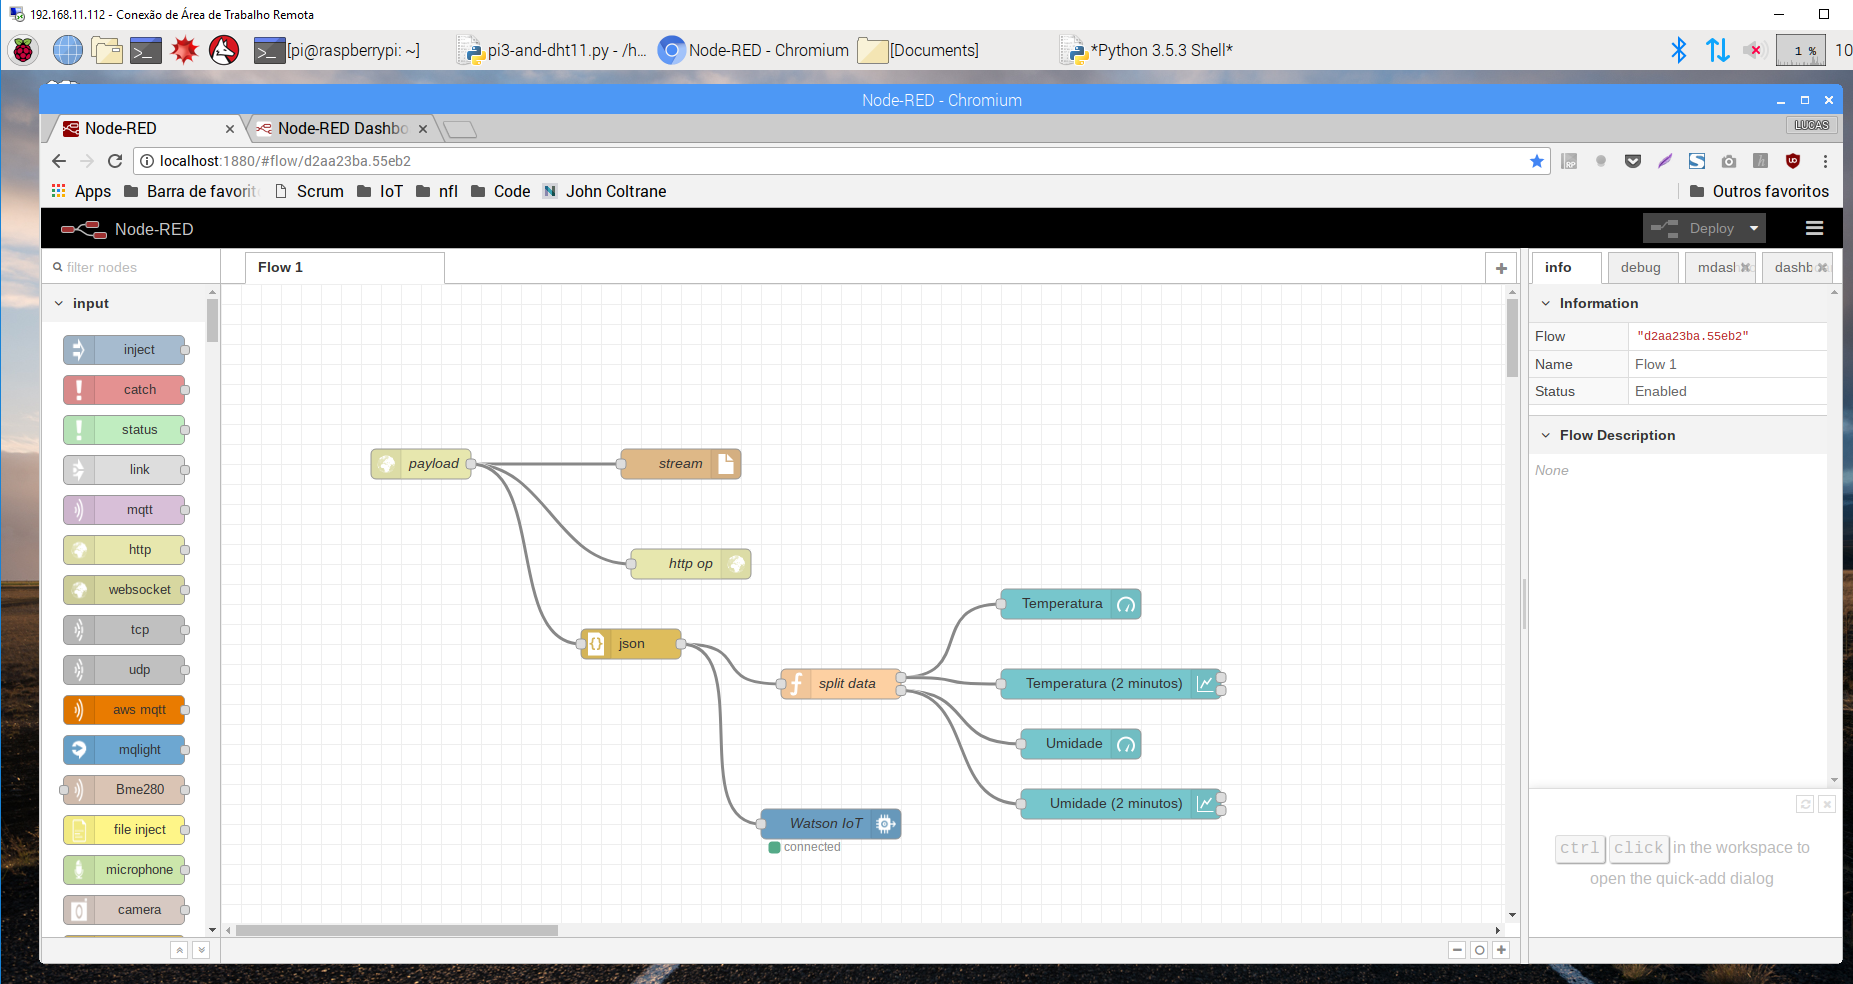 192.168.11.112 - Conexão de Área de Trabalho Remota
[pi@raspberrypi: ~]
pi3-and-dht11.py - /h...
Node-RED - Chromium
[Documents]
*Python 3.5.3 Shell*
1 %
10
Node-RED - Chromium
Node-RED
Node-RED Dashbo
LUCAS
localhost:1880/#flow/d2aa23ba.55eb2
Apps
Barra de favorit
Scrum
IoT
nfl
Code
N
John Coltrane
Outros favoritos
Node-RED
Deploy
filter nodes
Flow 1
info
debug
mdasl
dashb
input
inject
catch
status
link
mqtt
http
websocket
tcp
udp
aws mqtt
mqlight
Bme280
file inject
microphone
camera
payload
stream
http op
json
split data
Temperatura
Temperatura (2 minutos)
Umidade
Umidade (2 minutos)
Watson IoT
connected
Information
Flow
"d2aa23ba.55eb2"
Name
Flow 1
Status
Enabled
Flow Description
None
ctrl click in the workspace to
open the quick-add dialog